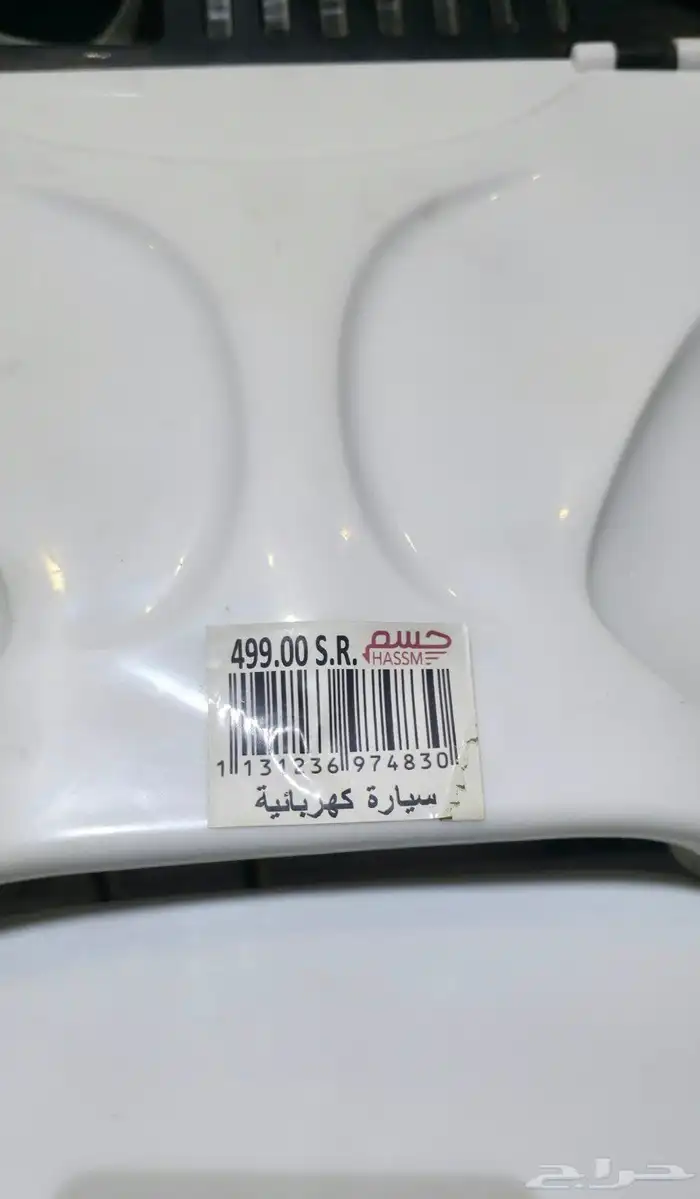 499.00 S.R. حسم
HASSM
1 131236 974830
سيارة كهربائية
حراج